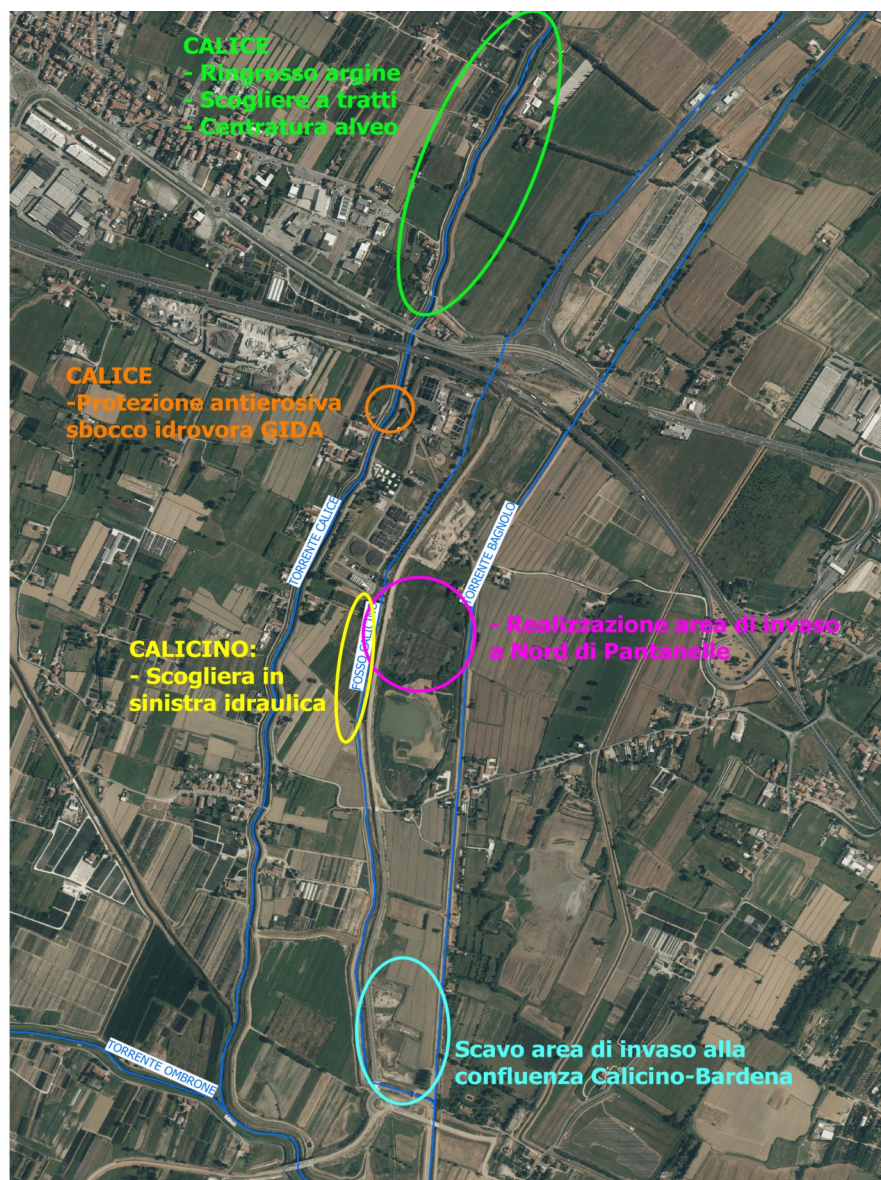 CALICE
- Ringrosso argine
- Scogliere a tratti
- Centratura alveo
CALICE
-Protezione antierosiva
sbocco idrovora GIDA
TORRENTE CALICE
TORRENTE BAGNOLO
FOSSO CALICINO
- Realizzazione area di invaso
a Nord di Pantanelle
CALICINO:
- Scogliera in
sinistra idraulica
TORRENTE OMBRONE
Scavo area di invaso alla
confluenza Calicino-Bardena